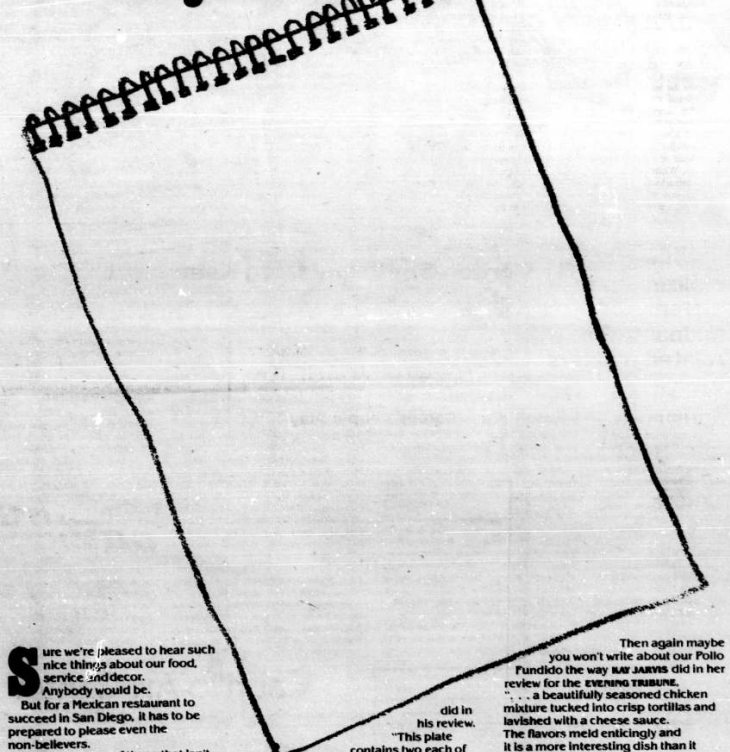 Sure we're pleased to hear such
nice things about our food,
service and decor.
Anybody would be.
But for a Mexican restaurant to
succeed in San Diego, it has to be
prepared to please even the
non-believers.
did in
his review.
"This plate
contains two each of
Then again maybe
you won't write about our Pollo
Fundido the way KAY JARVIS did in her
review for the EVENING TRIBUNE,
". . . a beautifully seasoned chicken
mixture tucked into crisp tortillas and
lavished with a cheese sauce.
The flavors meld enticingly and
it is a more interesting dish than it